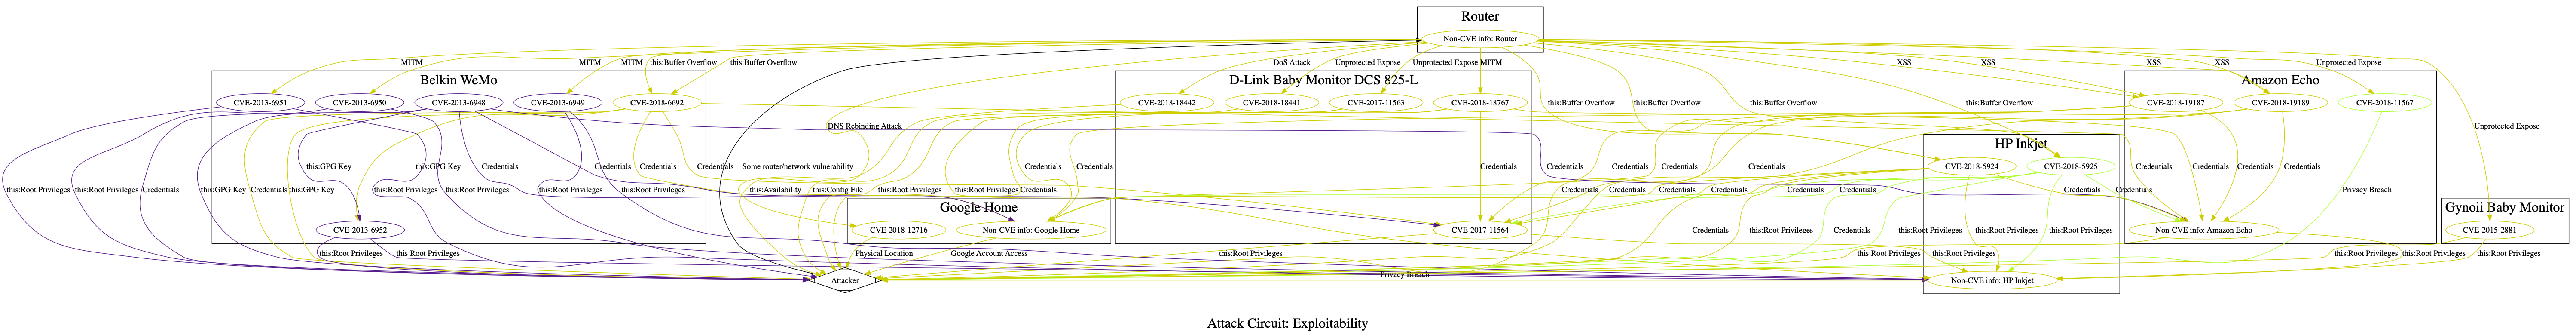 Router
Non-CVE info: Router
MITM
MITM
MITM
this:Buffer Overflow
this:Buffer Overflow
DoS Attack
Unprotected Expose
Unprotected Expose
MITM
XSS
XSS
XSS
XSS
Unprotected Expose
Belkin WeMo
D-Link Baby Monitor DCS 825-L
Amazon Echo
CVE-2013-6951
CVE-2013-6950
CVE-2013-6948
CVE-2013-6949
CVE-2018-6692
CVE-2018-18442
CVE-2018-18441
CVE-2017-11563
CVE-2018-18767
this:Buffer Overflow
this:Buffer Overflow
this:Buffer Overflow
this:Buffer Overflow
CVE-2018-19187
CVE-2018-19189
CVE-2018-11567
DNS Rebinding Attack
Unprotected Expose
HP Inkjet
this:GPG Key
this:GPG Key
Credentials
Credentials
Credentials
Credentials
Some router/network vulnerability
Credentials
Credentials
Credentials
Credentials
Credentials
Credentials
Credentials
CVE-2018-5924
CVE-2018-5925
Credentials
Credentials
Credentials
this:Root Privileges
this:Root Privileges
Credentials
this:GPG Key
Credentials
this:GPG Key
this:Root Privileges
this:Root Privileges
this:Root Privileges
this:Root Privileges
this:Availability
this:Config File
this:Root Privileges
this:Root Privileges
Credentials
Credentials
Credentials
Credentials
Credentials
Credentials
Credentials
Credentials
Credentials
Privacy Breach
Google Home
Gynoii Baby Monitor
CVE-2013-6952
CVE-2018-12716
Non-CVE info: Google Home
CVE-2017-11564
Credentials
this:Root Privileges
Credentials
this:Root Privileges
this:Root Privileges
this:Root Privileges
Non-CVE info: Amazon Echo
CVE-2015-2881
this:Root Privileges
this:Root Privileges
Physical Location
Google Account Access
this:Root Privileges
this:Root Privileges
this:Root Privileges
this:Root Privileges
this:Root Privileges
this:Root Privileges
Attacker
Privacy Breach
Non-CVE info: HP Inkjet
Attack Circuit: Exploitability